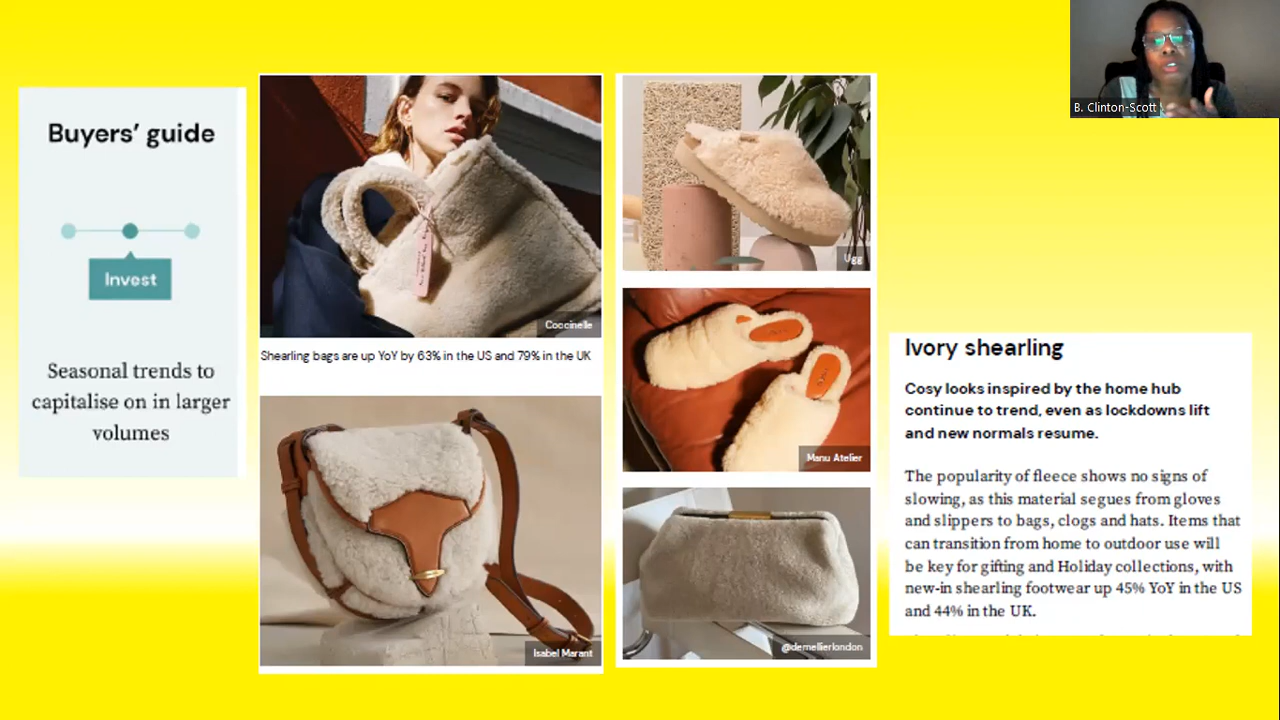 B. Clinton-Scott
Buyers’ guide
Invest
Seasonal trends to
capitalise on in larger
volumes
Coccinelle
Shearling bags are up YoY by 63% in the US and 79% in the UK
Isabel Marant
Ugg
Manu Atelier
@demellierlondon
Ivory shearling
Cosy looks inspired by the home hub
continue to trend, even as lockdowns lift
and new normals resume.
The popularity of fleece shows no signs of
slowing, as this material segues from gloves
and slippers to bags, clogs and hats. Items that
can transition from home to outdoor use will
be key for gifting and Holiday collections, with
new-in shearling footwear up 45% YoY in the US
and 44% in the UK.